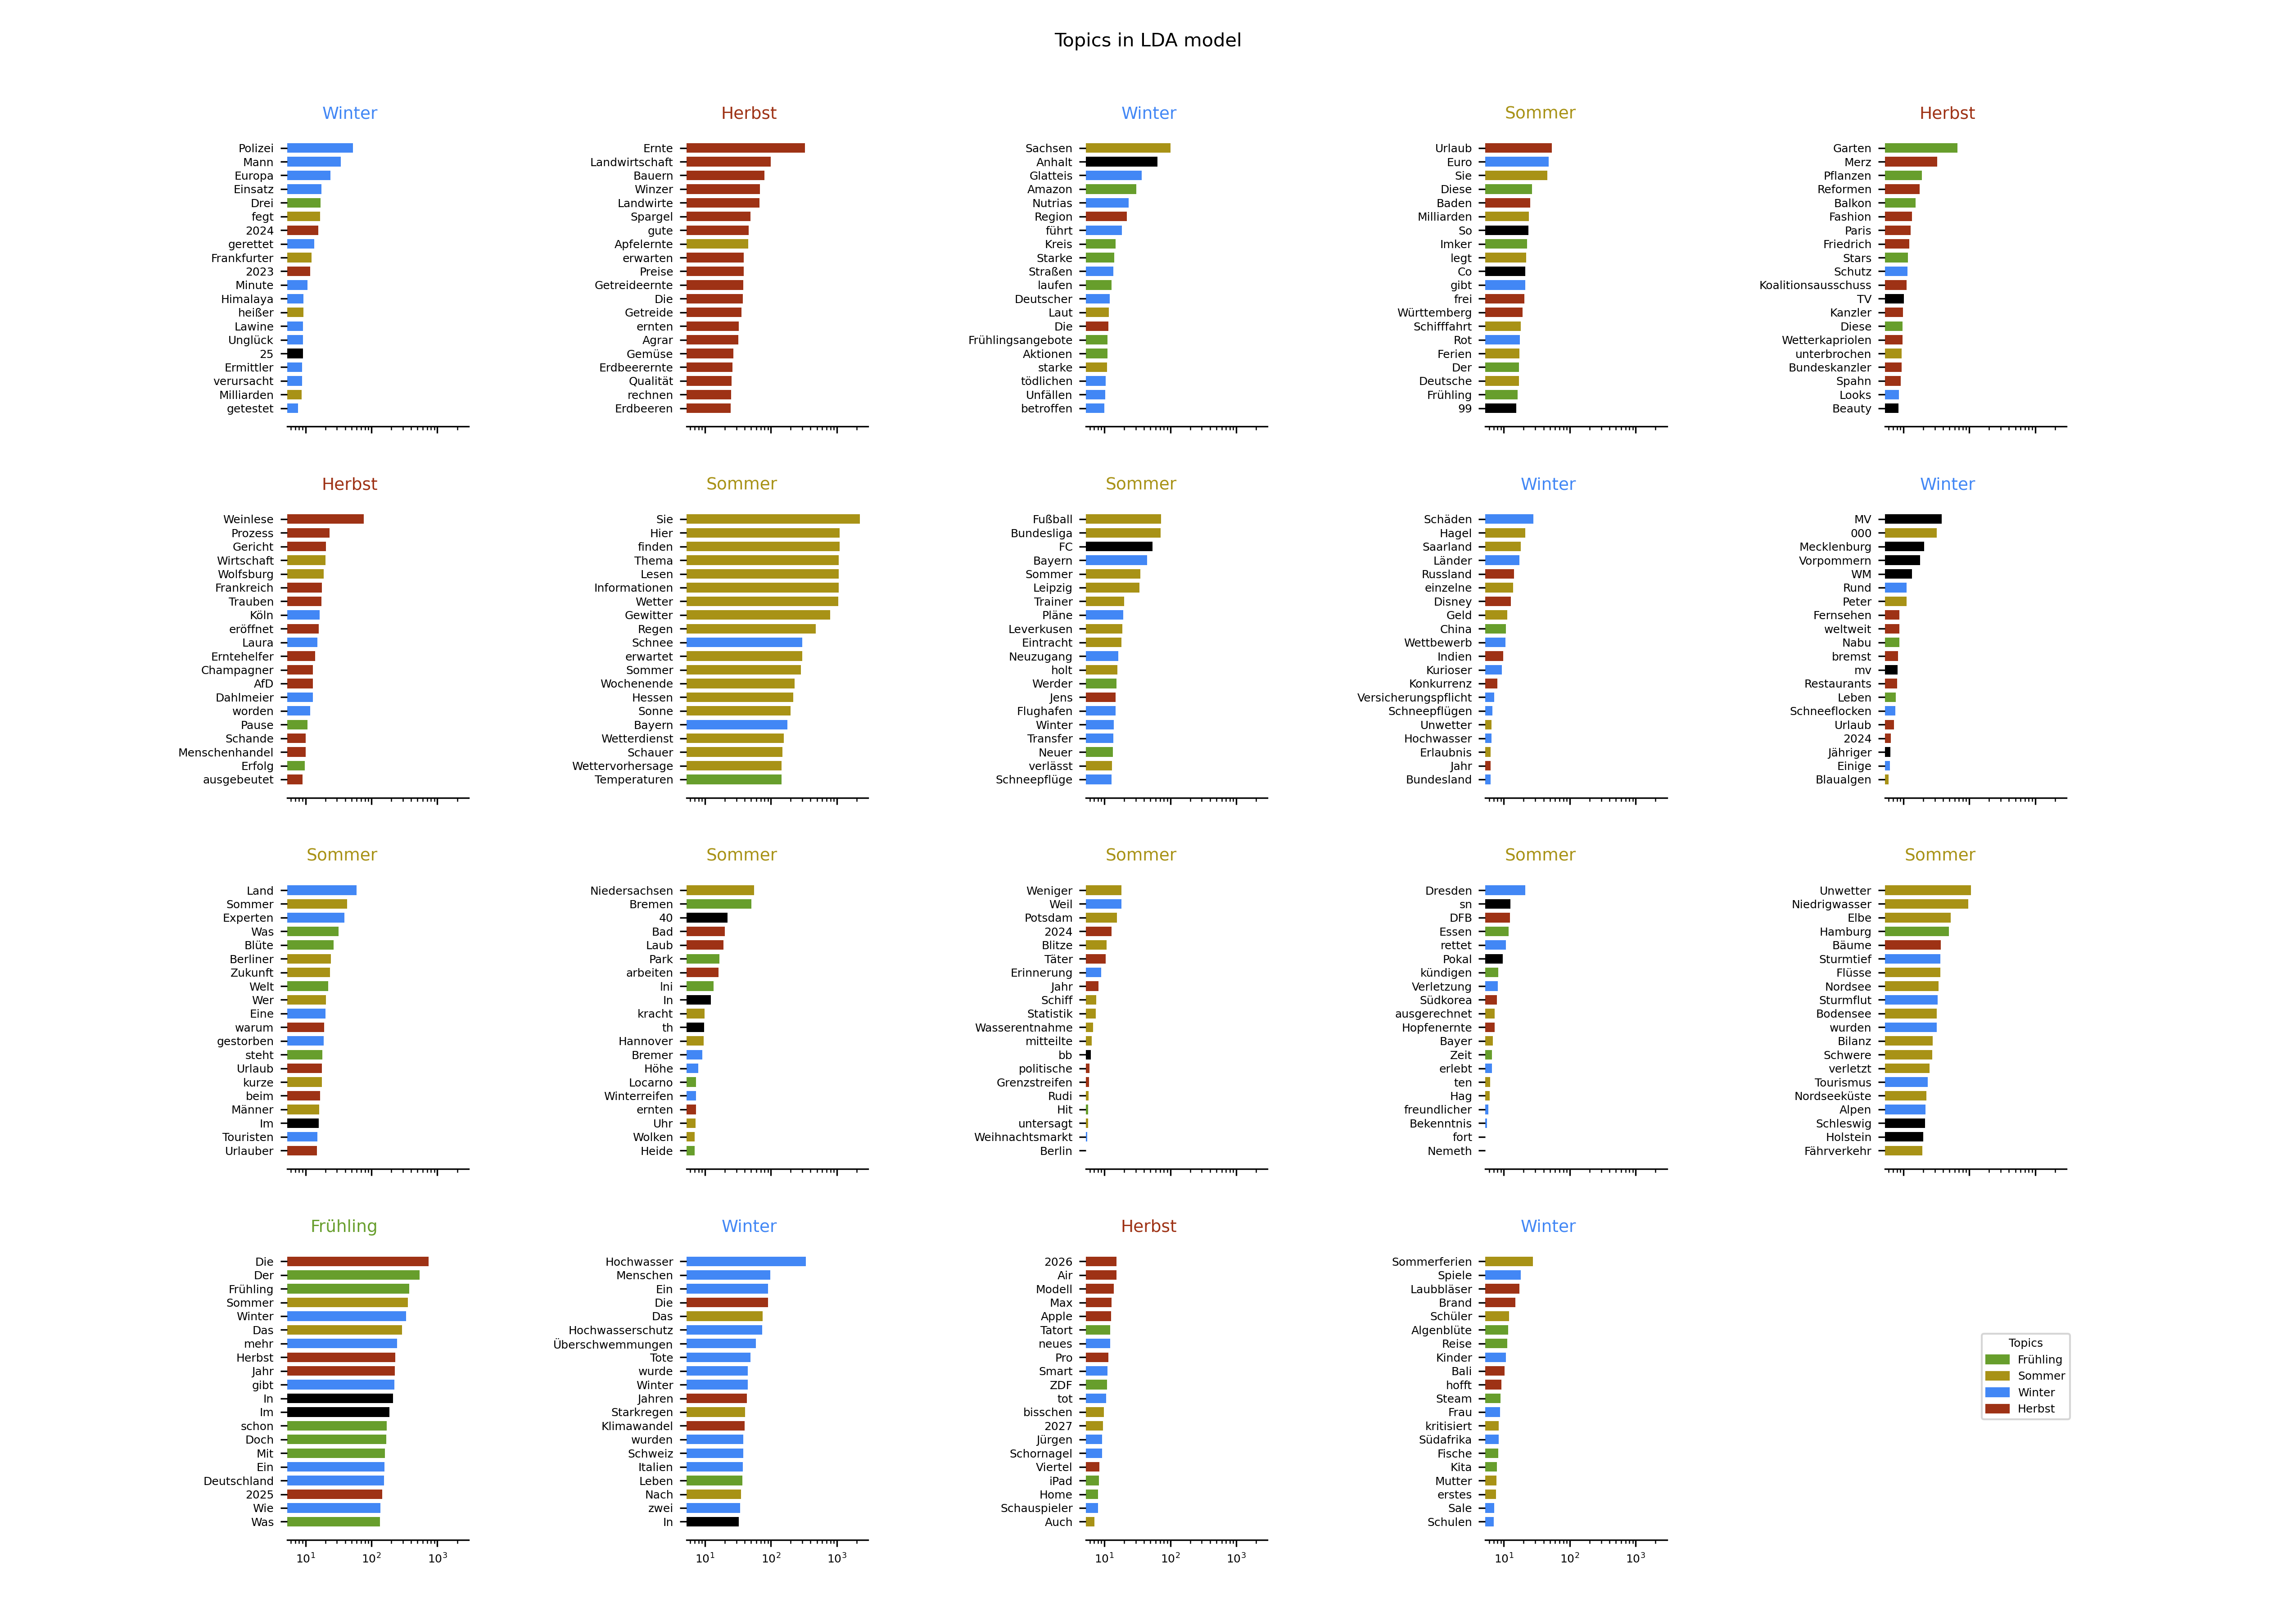 Topics in LDA model
Winter
Polizei
Mann
Europa
Einsatz
Drei
fegt
2024
gerettet
Frankfurter
2023
Minute
Himalaya
heißer
Lawine
Unglück
25
Ermittler
verursacht
Milliarden
getestet
Herbst
Ernte
Landwirtschaft
Bauern
Winzer
Landwirte
Spargel
gute
Apfelernte
erwarten
Preise
Getreideernte
Die
Getreide
ernten
Agrar
Gemüse
Erdbeerernte
Qualität
rechnen
Erdbeeren
Winter
Sachsen
Anhalt
Glatteis
Amazon
Nutrias
Region
führt
Kreis
Starke
Straßen
laufen
Deutscher
Laut
Die
Frühlingsangebote
Aktionen
starke
tödlichen
Unfällen
betroffen
Sommer
Urlaub
Euro
Sie
Diese
Baden
Milliarden
So
Imker
legt
Co
gibt
frei
Württemberg
Schifffahrt
Rot
Ferien
Der
Deutsche
Frühling
99
Herbst
Garten
Merz
Pflanzen
Reformen
Balkon
Fashion
Paris
Friedrich
Stars
Schutz
Koalitionsausschuss
TV
Kanzler
Diese
Wetterkapriolen
unterbrochen
Bundeskanzler
Spahn
Looks
Beauty
Herbst
Weinlese
Prozess
Gericht
Wirtschaft
Wolfsburg
Frankreich
Trauben
Köln
eröffnet
Laura
Erntehelfer
Champagner
AfD
Dahlmeier
worden
Pause
Schande
Menschenhandel
Erfolg
ausgebeutet
Sommer
Sie
Hier
finden
Thema
Lesen
Informationen
Wetter
Gewitter
Regen
Schnee
erwartet
Sommer
Wochenende
Hessen
Sonne
Bayern
Wetterdienst
Schauer
Wettervorhersage
Temperaturen
Sommer
Fußball
Bundesliga
FC
Bayern
Sommer
Leipzig
Trainer
Pläne
Leverkusen
Eintracht
Neuzugang
holt
Werder
Jens
Flughafen
Winter
Transfer
Neuer
verlässt
Schneepflüge
Winter
Schäden
Hagel
Saarland
Länder
Russland
einzelne
Disney
Geld
China
Wettbewerb
Indien
Kurioser
Konkurrenz
Versicherungspflicht
Schneepflügen
Unwetter
Hochwasser
Erlaubnis
Jahr
Bundesland
Winter
MV
000
Mecklenburg
Vorpommern
WM
Rund
Peter
Fernsehen
weltweit
Nabu
bremst
mv
Restaurants
Leben
Schneeflocken
Urlaub
2024
Jähriger
Einige
Blaualgen
Sommer
Land
Sommer
Experten
Was
Blüte
Berliner
Zukunft
Welt
Wer
Eine
warum
gestorben
steht
Urlaub
kurze
beim
Männer
Im
Touristen
Urlauber
Sommer
Niedersachsen
Bremen
40
Bad
Laub
Park
arbeiten
Ini
In
kracht
th
Hannover
Bremer
Höhe
Locarno
Winterreifen
ernten
Uhr
Wolken
Heide
Sommer
Weniger
Weil
Potsdam
2024
Blitze
Täter
Erinnerung
Jahr
Schiff
Statistik
Wasserentnahme
mitteilte
bb
politische
Grenzstreifen
Rudi
Hit
untersagt
Weihnachtsmarkt
Berlin
Sommer
Dresden
sn
DFB
Essen
rettet
Pokal
kündigen
Verletzung
Südkorea
ausgerechnet
Hopfenernte
Bayer
Zeit
erlebt
ten
Hag
freundlicher
Bekenntnis
fort
Nemeth
Sommer
Unwetter
Niedrigwasser
Elbe
Hamburg
Bäume
Sturmtief
Flüsse
Nordsee
Sturmflut
Bodensee
wurden
Bilanz
Schwere
verletzt
Tourismus
Nordseeküste
Alpen
Schleswig
Holstein
Fährverkehr
Frühling
Die
Der
Frühling
Sommer
Winter
Das
mehr
Herbst
Jahr
gibt
In
Im
schon
Doch
Mit
Ein
Deutschland
2025
Wie
Was
10¹ 10² 10³
Winter
Hochwasser
Menschen
Ein
Die
Das
Hochwasserschutz
Überschwemmungen
Tote
wurde
Winter
Jahren
Starkregen
Klimawandel
wurden
Schweiz
Italien
Leben
Nach
zwei
In
10¹ 10² 10³
Herbst
2026
Air
Modell
Max
Apple
Tatort
neues
Pro
Smart
ZDF
tot
bisschen
2027
Jürgen
Schornagel
Viertel
iPad
Home
Schauspieler
Auch
10¹ 10² 10³
Winter
Sommerferien
Spiele
Laubbläser
Brand
Schüler
Algenblüte
Reise
Kinder
Bali
hofft
Steam
Frau
kritisiert
Südafrika
Fische
Kita
Mutter
erstes
Sale
Schulen
10¹ 10² 10³
Topics
Frühling
Sommer
Winter
Herbst